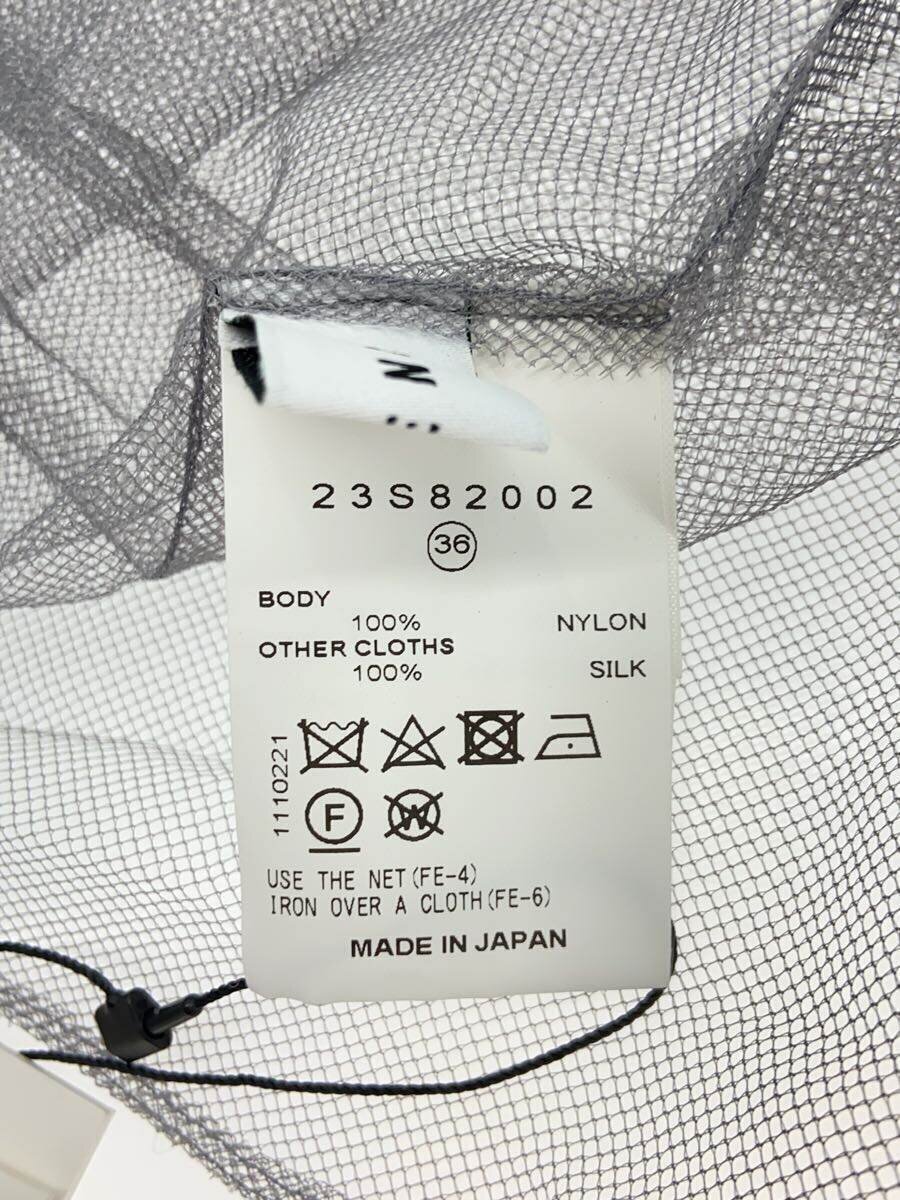 N
23S82002
36
BODY
100% NYLON
OTHER CLOTHS
100% SILK
1110221
F
W
USE THE NET(FE-4)
IRON OVER A CLOTH(FE-6)
MADE IN JAPAN